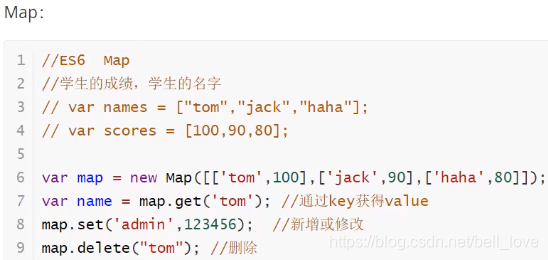 Map:
1 //ES6 Map
2 //学生的成绩，学生的名字
3 // var names = ["tom","jack","haha"];
4 // var scores = [100,90,80];
5
6 var map = new Map([['tom',100],['jack',90],['haha',80]]);
7 var name = map.get('tom'); //通过key获得value
8 map.set('admin',123456); //新增或修改
9 map.delete("tom"); //删除
https://blog.csdn.net/bell_love